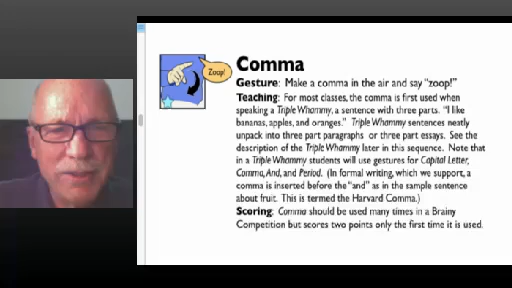 Zoop!
Comma
Gesture: Make a comma in the air and say "zoop!"
Teaching: For most classes, the comma is first used when
speaking a Triple Whammy, a sentence with three parts. "I like
bananas, apples, and oranges." Triple Whammy sentences neatly
unpack into three part paragraphs or three part essays. See the
description of the Triple Whammy later in this sequence. Note that
in a Triple Whammy students will use gestures for Capital Letter,
Comma, And, and Period. (In formal writing, which we support, a
comma is inserted before the "and" as in the sample sentence
about fruit. This is termed the Harvard Comma.)
Scoring: Comma should be used many times in a Brainy
Competition but scores two points only the first time it is used.